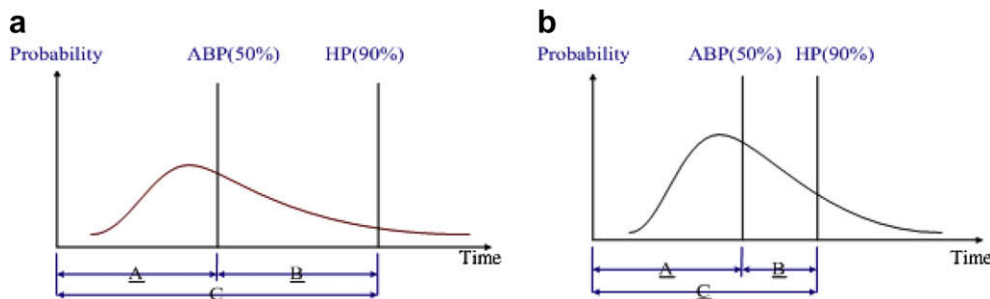 a
Probability ABP(50%) HP(90%)
Time
A B
C
b
Probability ABP(50%) HP(90%)
Time
A B
C